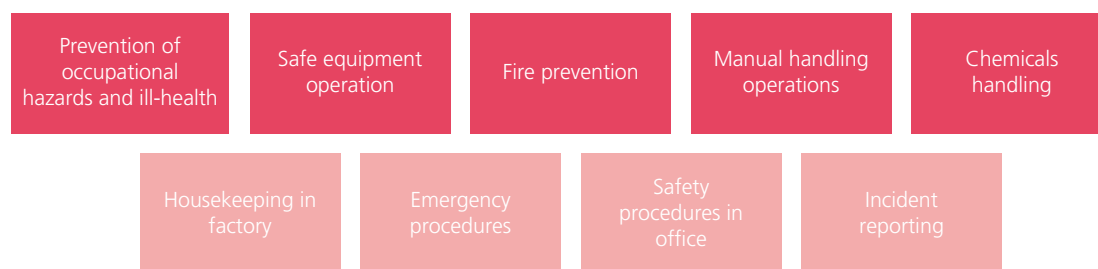 Prevention of
occupational
hazards and ill-health
Safe equipment
operation
Fire prevention
Manual handling
operations
Chemicals
handling
Housekeeping in
factory
Emergency
procedures
Safety
procedures in
office
Incident
reporting